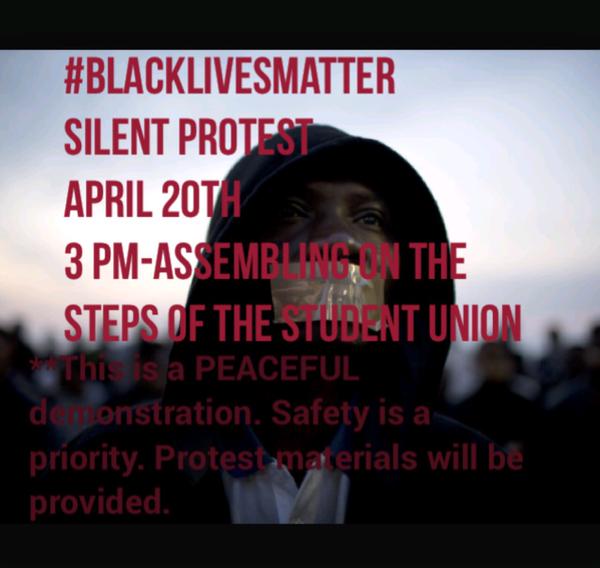 #BLACKLIVESMATTER
SILENT PROTEST
APRIL 20TH
3 PM-ASSEMBLING ON THE
STEPS OF THE STUDENT UNION
**This is a PEACEFUL
demonstration. Safety is a
priority. Protest materials will be
provided.